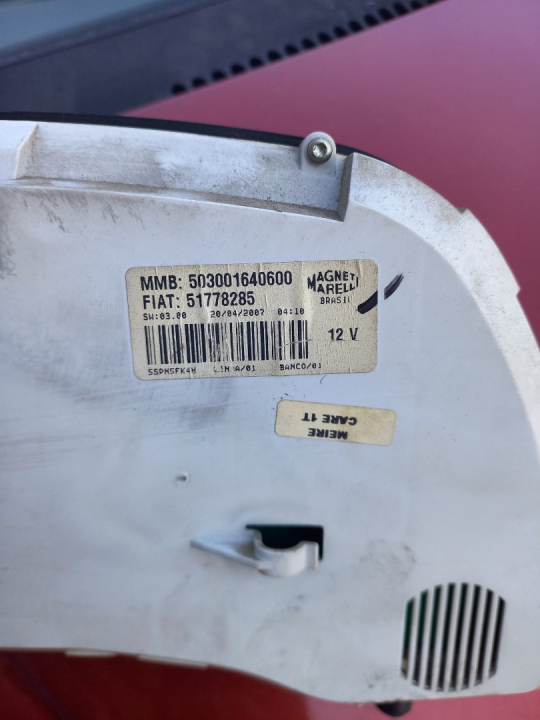 MMB: 503001640600
FIAT: 51778285
MAGNETI
MARELLI
BRASIL
SW:03.00 20/04/2007 04:10
12 V
SSPM5FK4W LINHA/01 BANCO/01
MEIRE
CARE 1T